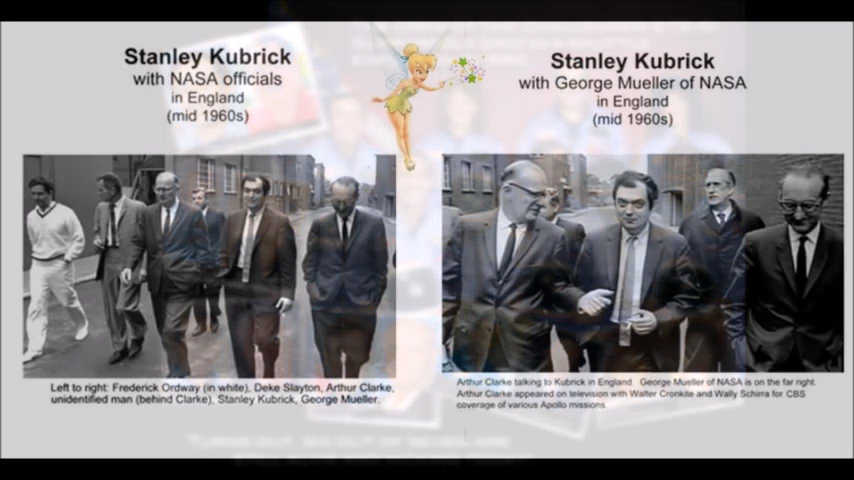 Stanley Kubrick
with NASA officials
in England
(mid 1960s)
Stanley Kubrick
with George Mueller of NASA
in England
(mid 1960s)
Left to right: Frederick Ordway (in white), Deke Slayton, Arthur Clarke,
unidentified man (behind Clarke), Stanley Kubrick, George Mueller.
Arthur Clarke talking to Kubrick in England. George Mueller of NASA is on the far right.
Arthur Clarke appeared on television with Walter Cronkite and Wally Schirra for CBS
coverage of various Apollo missions.